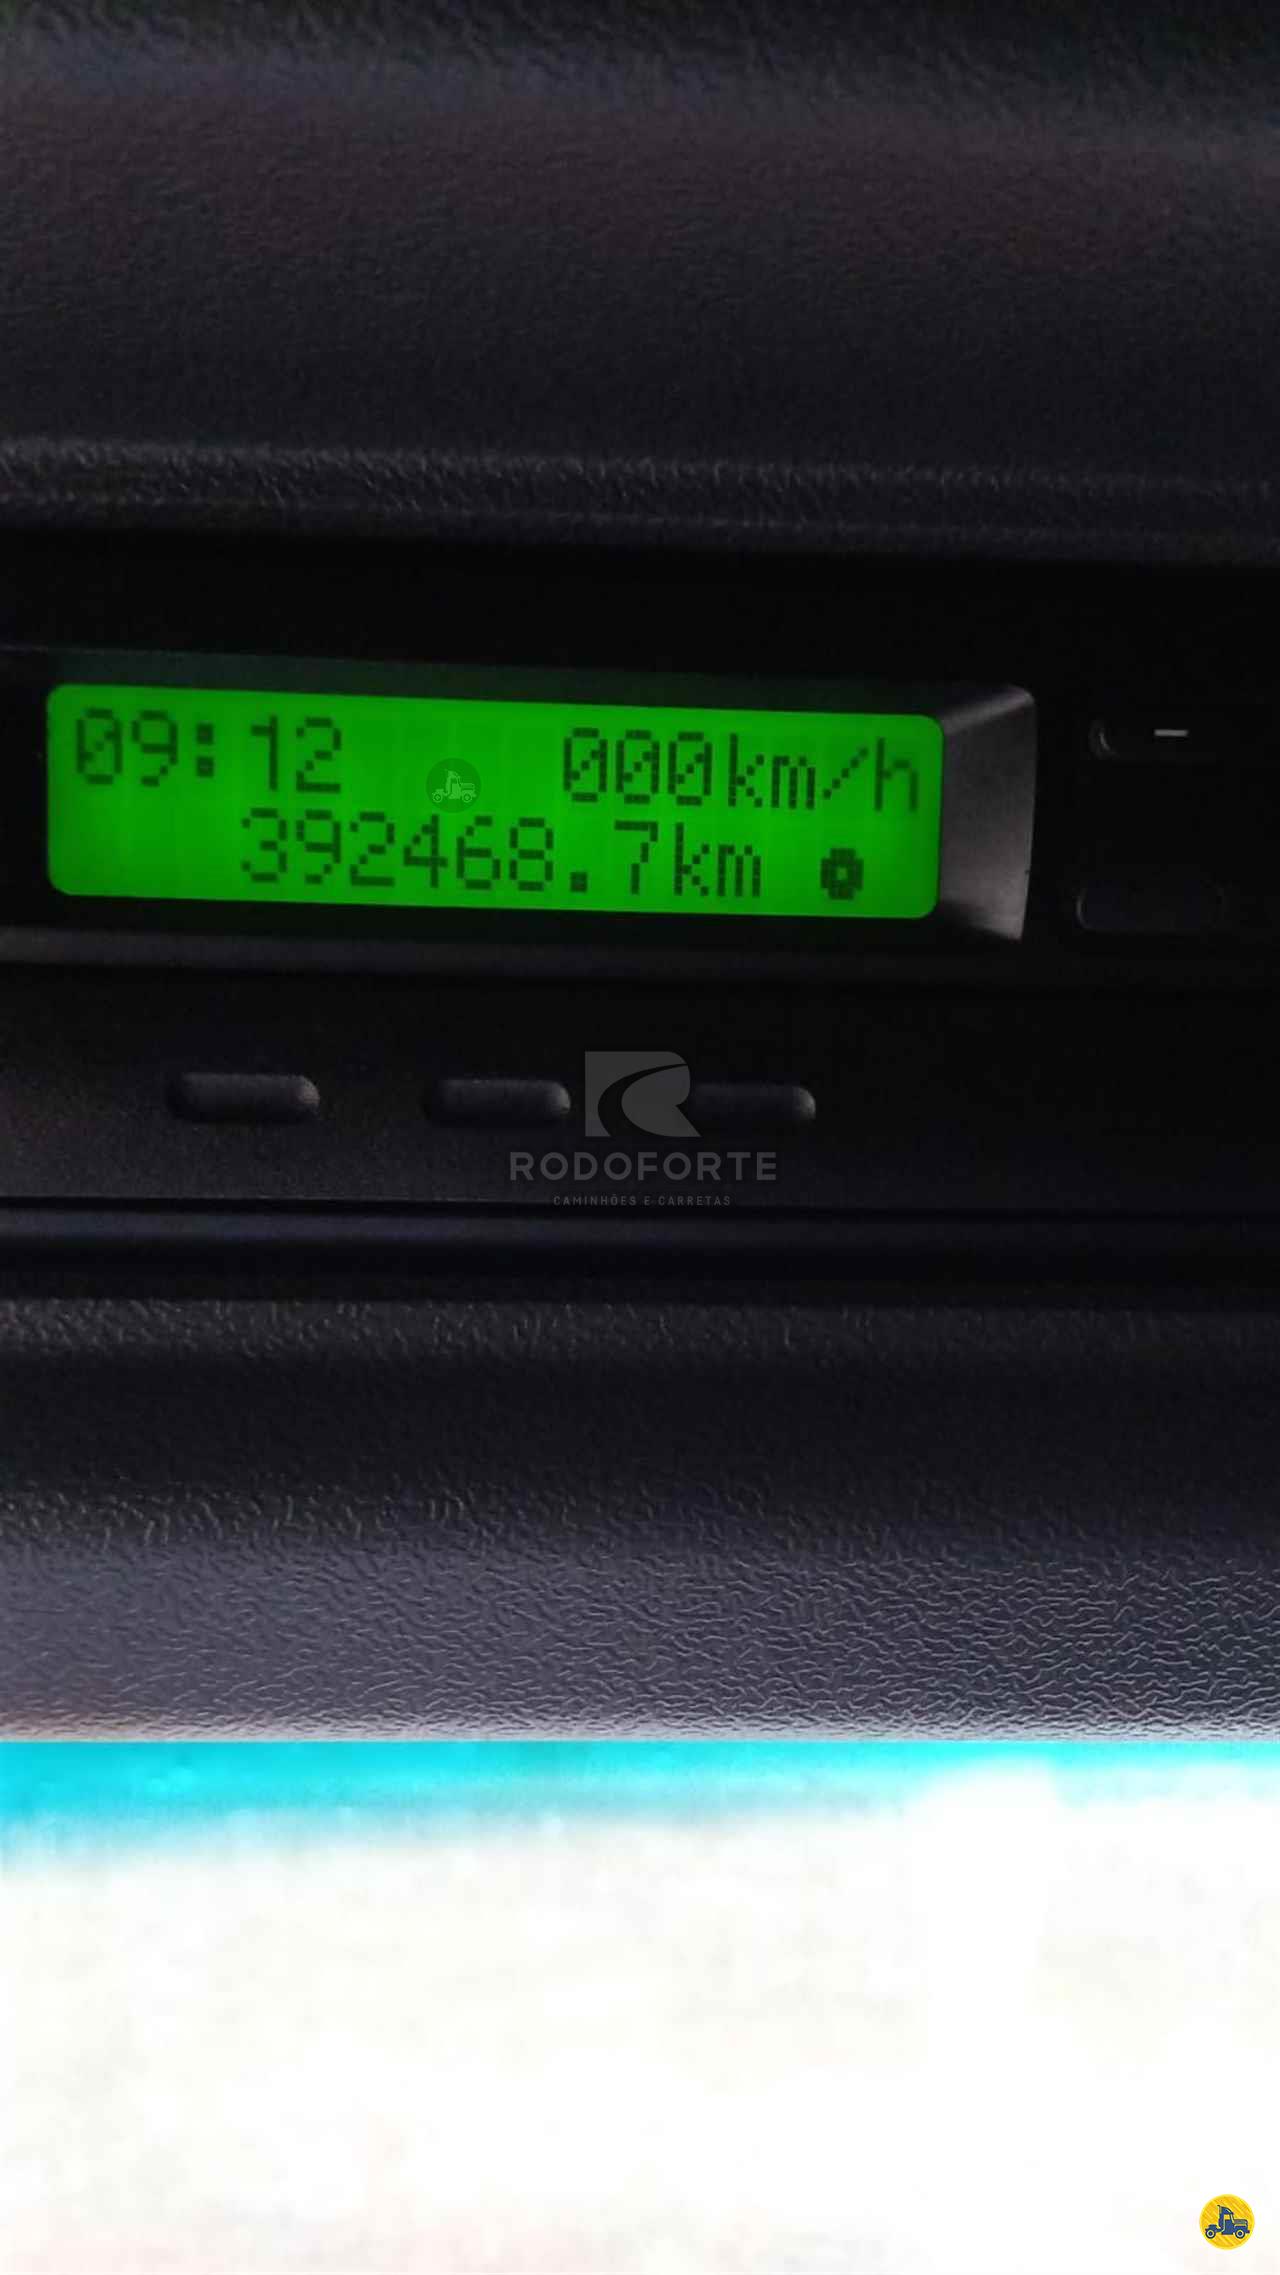 09:12 000km/h
392468.7km
RODOFORTE
CAMINHÕES E CARRETAS